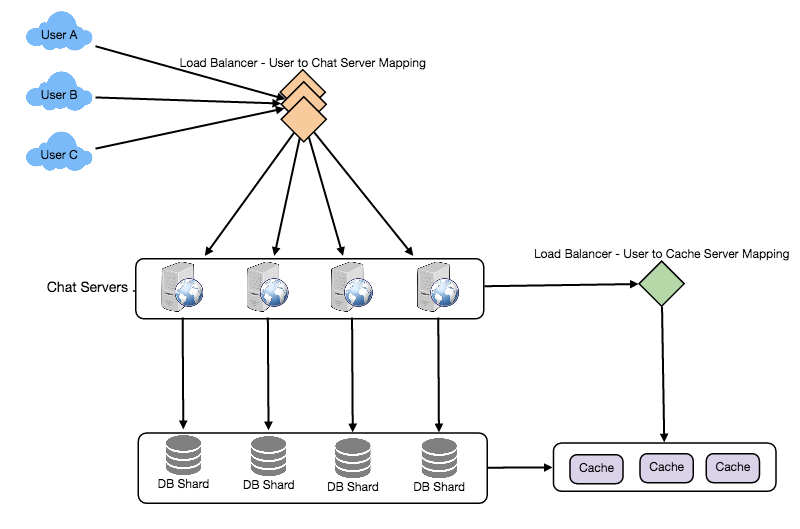 User A
Load Balancer - User to Chat Server Mapping
User B
User C
Load Balancer - User to Cache Server Mapping
Chat Servers .
Cache Cache Cache
DB Shard DB Shard DB Shard DB Shard